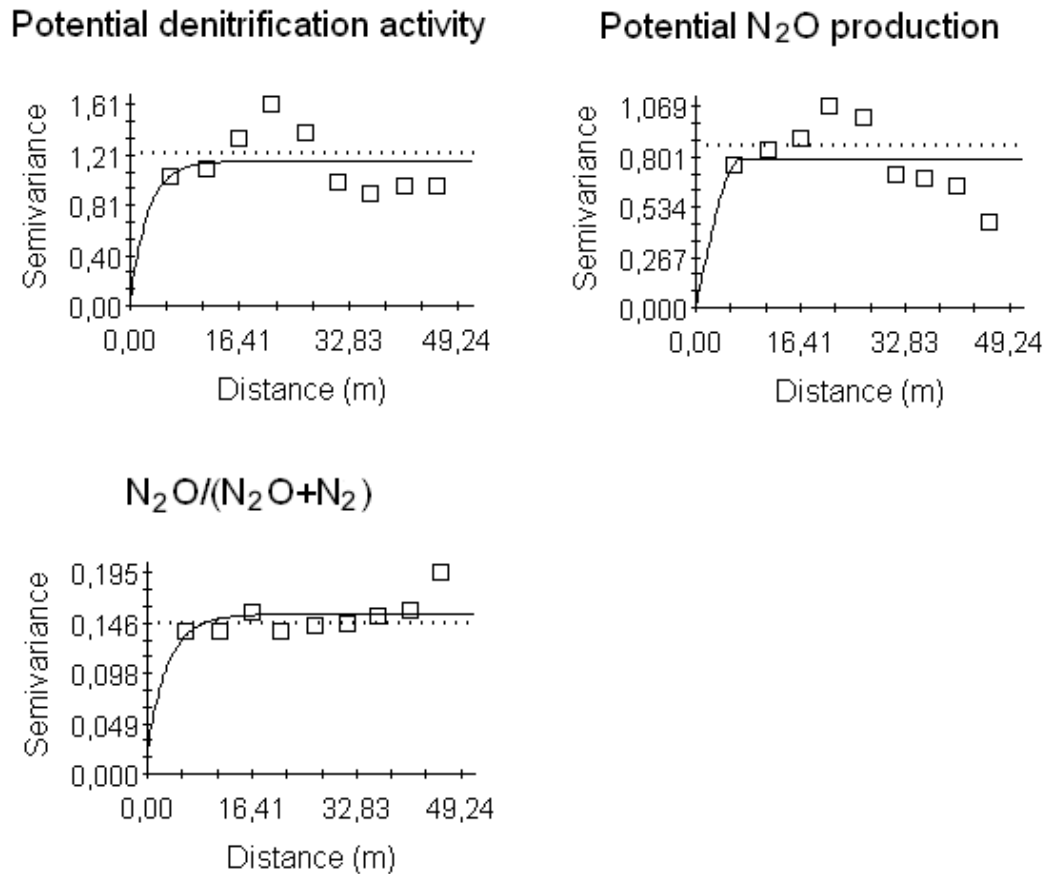 Potential denitrification activity
Semivariance
1,61
1,21
0,81
0,40
0,00
0,00 16,41 32,83 49,24
Distance (m)
Potential N₂O production
Semivariance
1,069
0,801
0,534
0,267
0,000
0,00 16,41 32,83 49,24
Distance (m)
N₂O/(N₂O+N₂)
Semivariance
0,195
0,146
0,098
0,049
0,000
0,00 16,41 32,83 49,24
Distance (m)